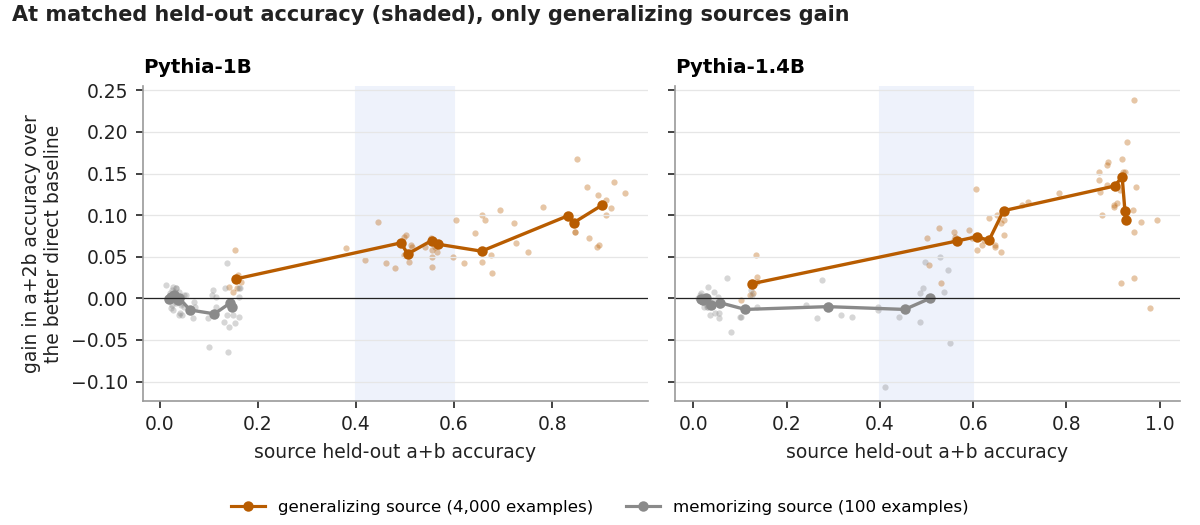 At matched held-out accuracy (shaded), only generalizing sources gain
Pythia-1B
Pythia-1.4B
gain in a+2b accuracy over
the better direct baseline
0.25
0.20
0.15
0.10
0.05
0.00
−0.05
−0.10
0.0 0.2 0.4 0.6 0.8
0.0 0.2 0.4 0.6 0.8 1.0
source held-out a+b accuracy
source held-out a+b accuracy
generalizing source (4,000 examples)
memorizing source (100 examples)